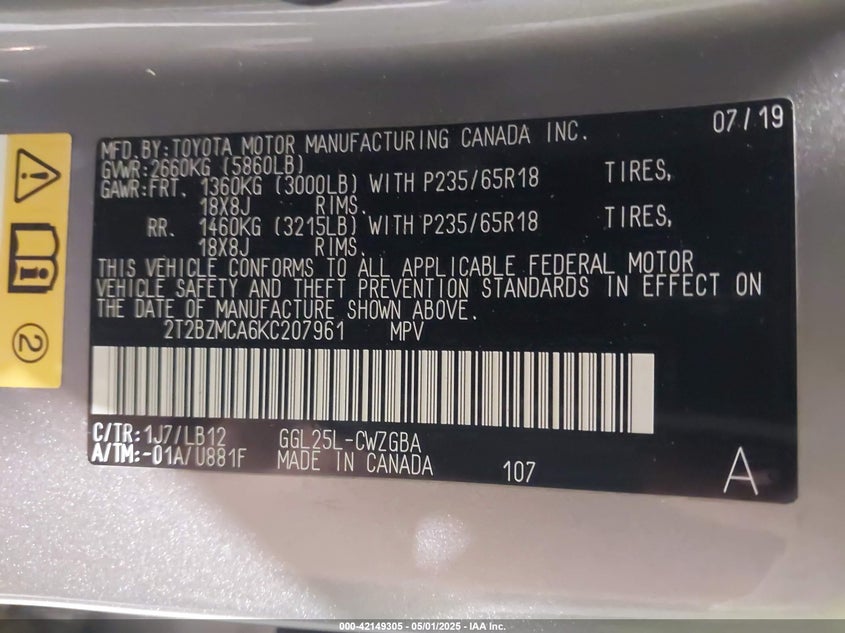 07/19
MFD.BY:TOYOTA MOTOR MANUFACTURING CANADA INC.
GVWR:2660KG (5860LB)
GAWR:FRT. 1360KG (3000LB) WITH P235/65R18 TIRES,
18X8J RIMS.
RR. 1460KG (3215LB) WITH P235/65R18 TIRES,
18X8J RIMS.
THIS VEHICLE CONFORMS TO ALL APPLICABLE FEDERAL MOTOR
VEHICLE SAFETY AND THEFT PREVENTION STANDARDS IN EFFECT ON
THE DATE OF MANUFACTURE SHOWN ABOVE.
2T2BZMCA6KC207961 MPV
C/TR:1J7/LB12 GGL25L-CWZGBA
A/TM:-01A/U881F MADE IN CANADA 107 A
2
000-42149305 - 05/01/2025 - IAA Inc.